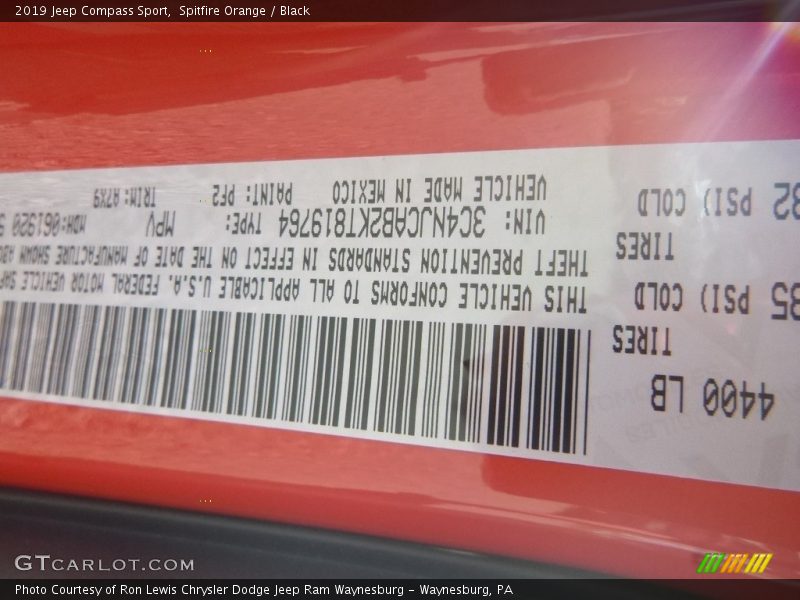 2019 Jeep Compass Sport,  Spitfire Orange / Black
4400 LB
TIRES
PSI) COLD
TIRES
PSI) COLD
THIS VEHICLE CONFORMS TO ALL APPLICABLE U.S.A. FEDERAL MOTOR VEHICLE
THEFT PREVENTION STANDARDS IN EFFECT ON THE DATE OF MANUFACTURE SHOWN
VIN: 3C4NJCAB2KT819764 TYPE: MPV MDH: 061920
VEHICLE MADE IN MEXICO PAINT: PF2 TRIM: A7X9
GTCARLOT.COM
Photo Courtesy of Ron Lewis Chrysler Dodge Jeep Ram Waynesburg – Waynesburg, PA